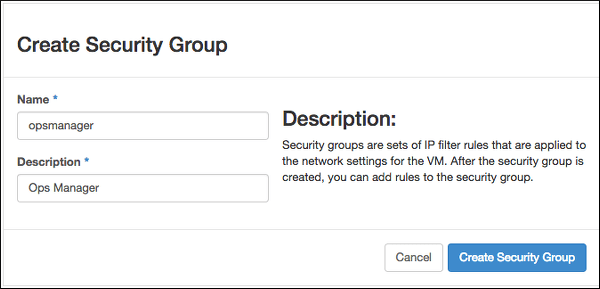 Create Security Group
Name *
opsmanager
Description *
Ops Manager
Description:
Security groups are sets of IP filter rules that are applied to
the network settings for the VM. After the security group is
created, you can add rules to the security group.
Cancel
Create Security Group